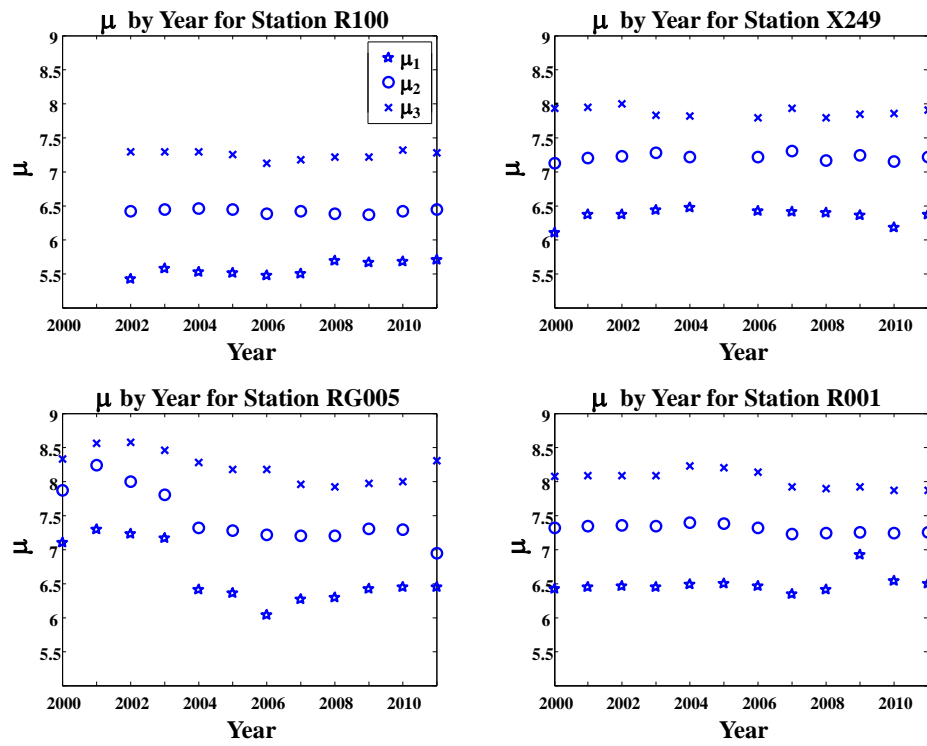 μ by Year for Station R100
9
8.5
8
7.5
7
6.5
6
5.5
μ
μ1
μ2
μ3
2000 2002 2004 2006 2008 2010
Year
μ by Year for Station X249
9
8.5
8
7.5
7
6.5
6
5.5
μ
2000 2002 2004 2006 2008 2010
Year
μ by Year for Station RG005
9
8.5
8
7.5
7
6.5
6
5.5
μ
2000 2002 2004 2006 2008 2010
Year
μ by Year for Station R001
9
8.5
8
7.5
7
6.5
6
5.5
μ
2000 2002 2004 2006 2008 2010
Year